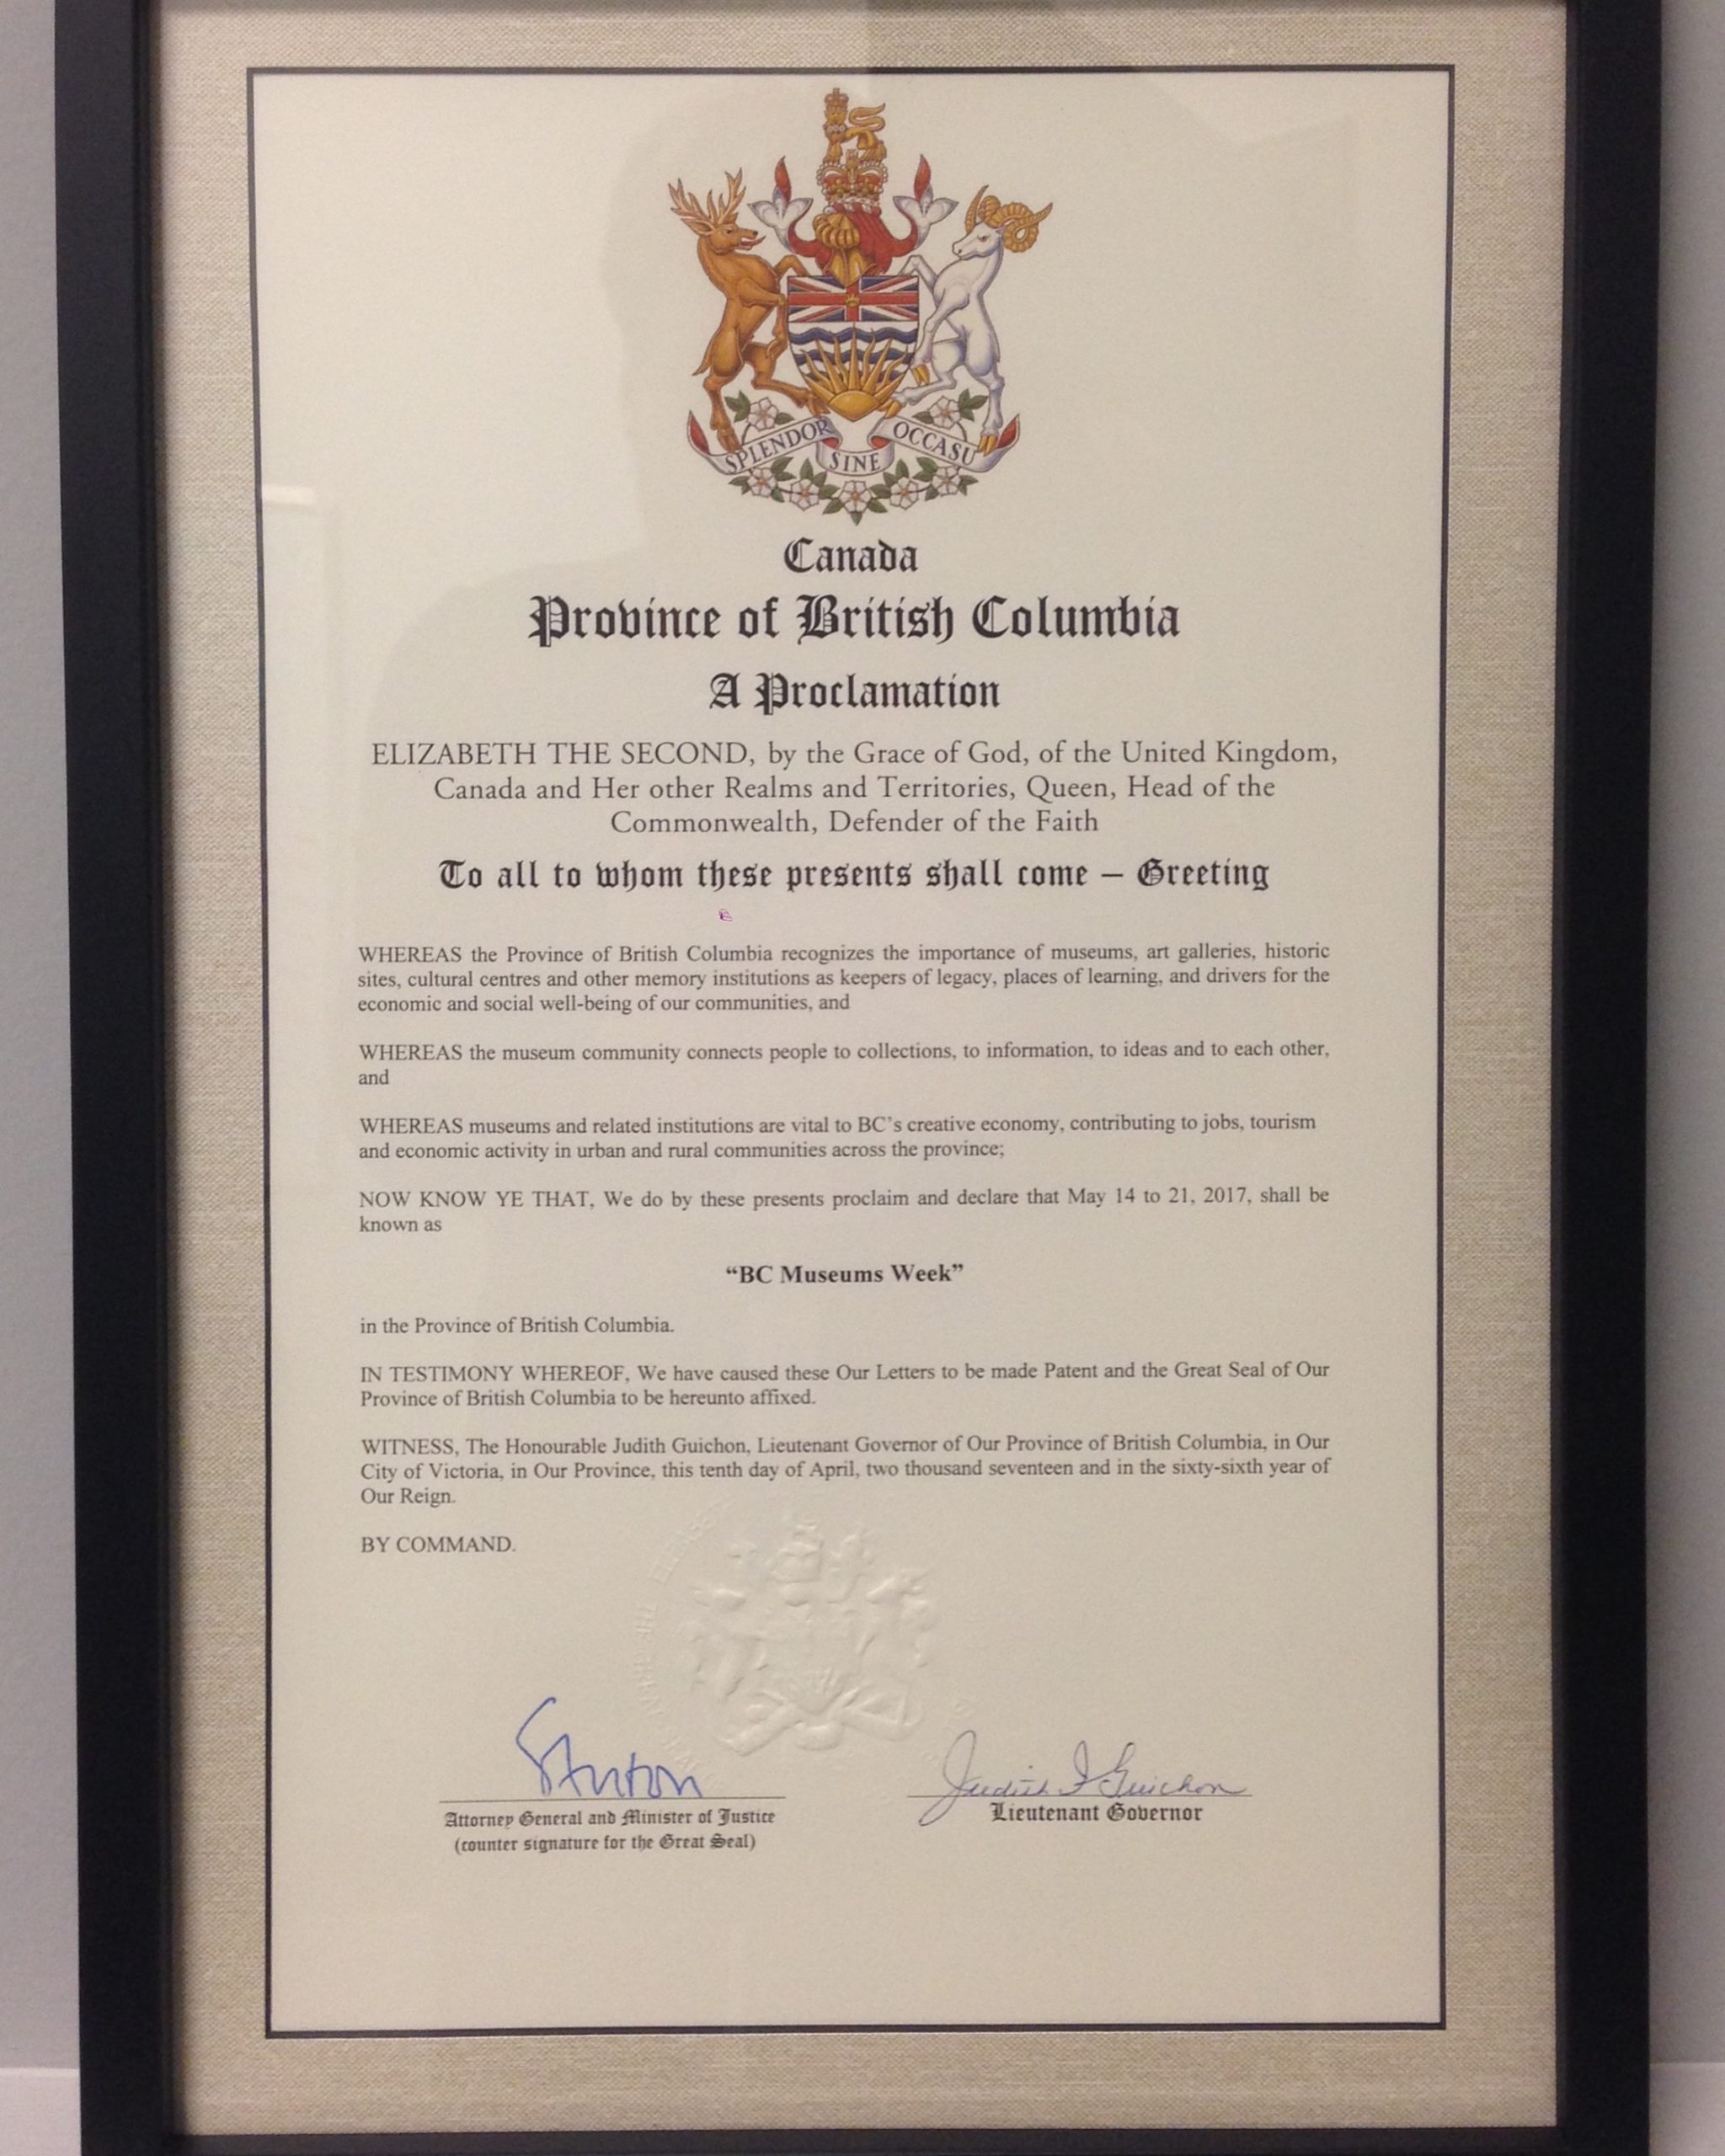 SPLENDOR SINE OCCASU
Canada
Province of British Columbia
A Proclamation
ELIZABETH THE SECOND, by the Grace of God, of the United Kingdom,
Canada and Her other Realms and Territories, Queen, Head of the
Commonwealth, Defender of the Faith
To all to whom these presents shall come – Greeting
WHEREAS the Province of British Columbia recognizes the importance of museums, art galleries, historic
sites, cultural centres and other memory institutions as keepers of legacy, places of learning, and drivers for the
economic and social well-being of our communities, and
WHEREAS the museum community connects people to collections, to information, to ideas and to each other,
and
WHEREAS museums and related institutions are vital to BC's creative economy, contributing to jobs, tourism
and economic activity in urban and rural communities across the province;
NOW KNOW YE THAT, We do by these presents proclaim and declare that May 14 to 21, 2017, shall be
known as
“BC Museums Week”
in the Province of British Columbia.
IN TESTIMONY WHEREOF, We have caused these Our Letters to be made Patent and the Great Seal of Our
Province of British Columbia to be hereunto affixed.
WITNESS, The Honourable Judith Guichon, Lieutenant Governor of Our Province of British Columbia, in Our
City of Victoria, in Our Province, this tenth day of April, two thousand seventeen and in the sixty-sixth year of
Our Reign.
BY COMMAND.
Judith I Guichon
Attorney General and Minister of Justice
(counter signature for the Great Seal)
Lieutenant Governor